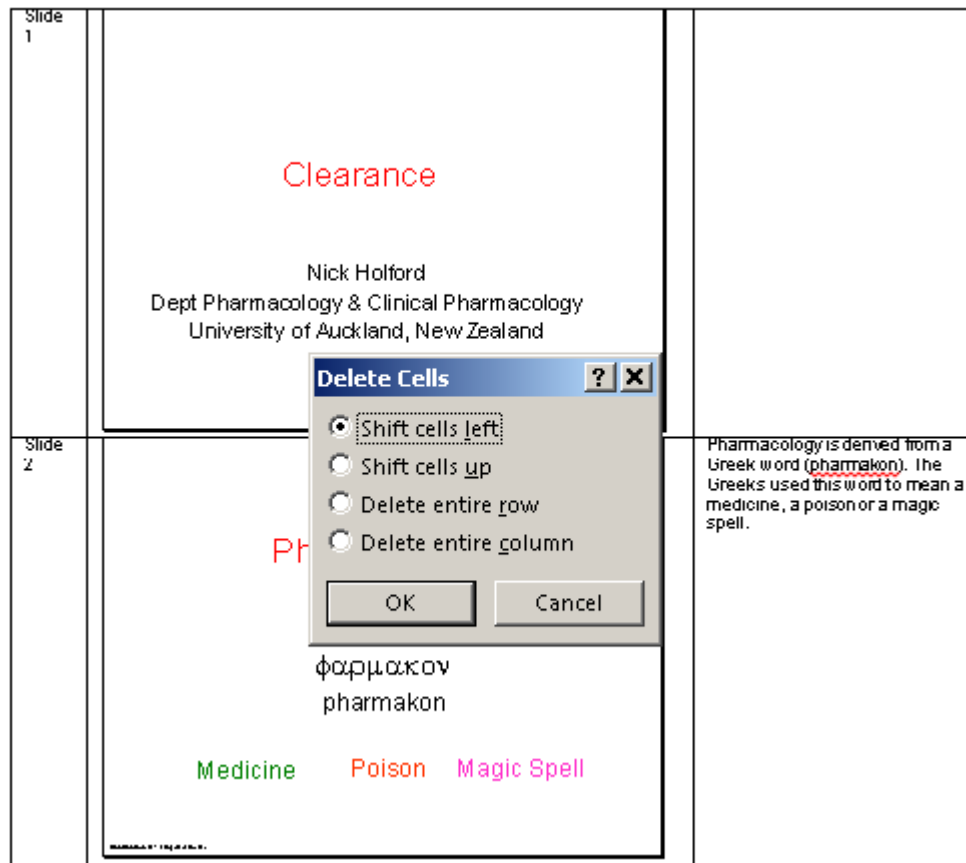 Slide
1
Clearance
Nick Holford
Dept Pharmacology & Clinical Pharmacology
University of Auckland, New Zealand
Delete Cells
Shift cells left
Shift cells up
Delete entire row
Delete entire column
OK
Cancel
Slide
2
Ph
φαρμακον
pharmakon
Medicine Poison Magic Spell
Pharmacology is derived from a
Greek word (pharmakon). The
Greeks used this word to mean a
medicine, a poison or a magic
spell.